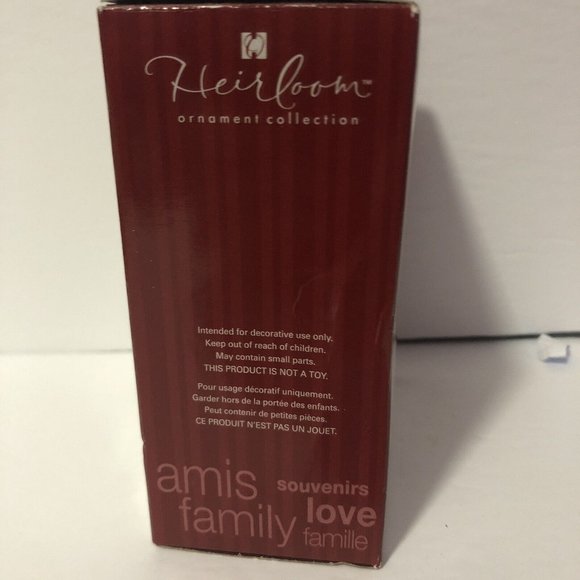 Heirloom™
ornament collection
Intended for decorative use only.
Keep out of reach of children.
May contain small parts.
THIS PRODUCT IS NOT A TOY.
Pour usage décoratif uniquement.
Garder hors de la portée des enfants.
Peut contenir de petites pièces.
CE PRODUIT N'EST PAS UN JOUET.
amis souvenirs
family love
famille